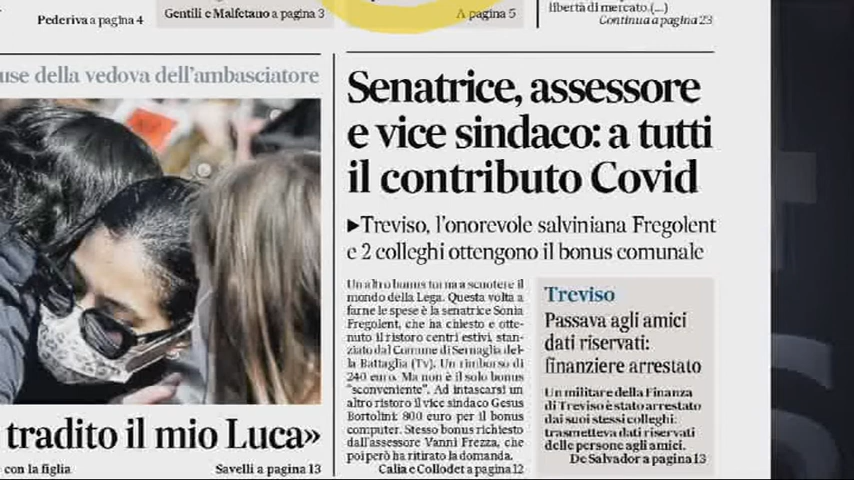 Pederiva a pagina 4
Gentili e Malfetano a pagina 3
A pagina 5
libertà di mercato.(...)
Continua a pagina 23
use della vedova dell'ambasciatore
tradito il mio Luca»
con la figlia
Savelli a pagina 13
Senatrice, assessore
e vice sindaco: a tutti
il contributo Covid
▶Treviso, l'onorevole salviniana Fregolent
e 2 colleghi ottengono il bonus comunale
Un altro bonus torna a scuotere il
mondo della Lega. Questa volta a
farne le spese è la senatrice Sonia
Fregolent, che ha chiesto e otte-
nuto il ristoro centri estivi, stan-
ziato dal Comune di Sernaglia del-
la Battaglia (Tv). Un rimborso di
240 euro. Ma non è il solo bonus
"sconveniente". Ad intascarsi un
altro ristoro il vice sindaco Gesus
Bortolini: 800 euro per il bonus
computer. Stesso bonus richiesto
dall'assessore Vanni Frezza, che
poi però ha ritirato la domanda.
Calia e Collodet a pagina 12
Treviso
Passava agli amici
dati riservati:
finanziere arrestato
Un militare della Finanza
di Treviso è stato arrestato
dai suoi stessi colleghi:
trasmetteva dati riservati
delle persone agli amici.
De Salvador a pagina 13